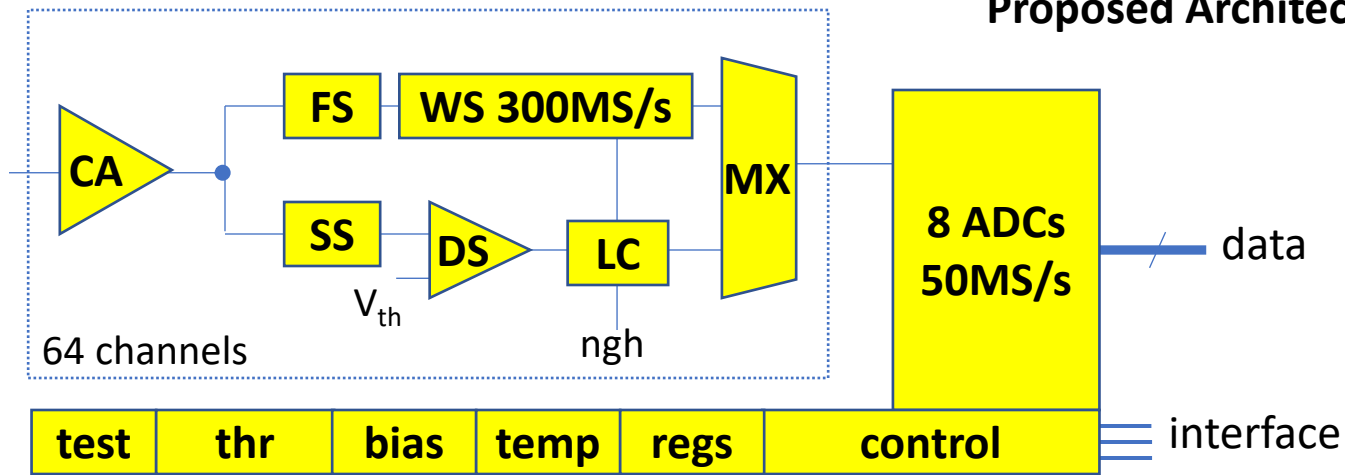 Proposed Architec
FS
WS 300MS/s
CA
MX
SS
DS
LC
V_th
ngh
64 channels
8 ADCs
50MS/s
data
test thr bias temp regs control
interface